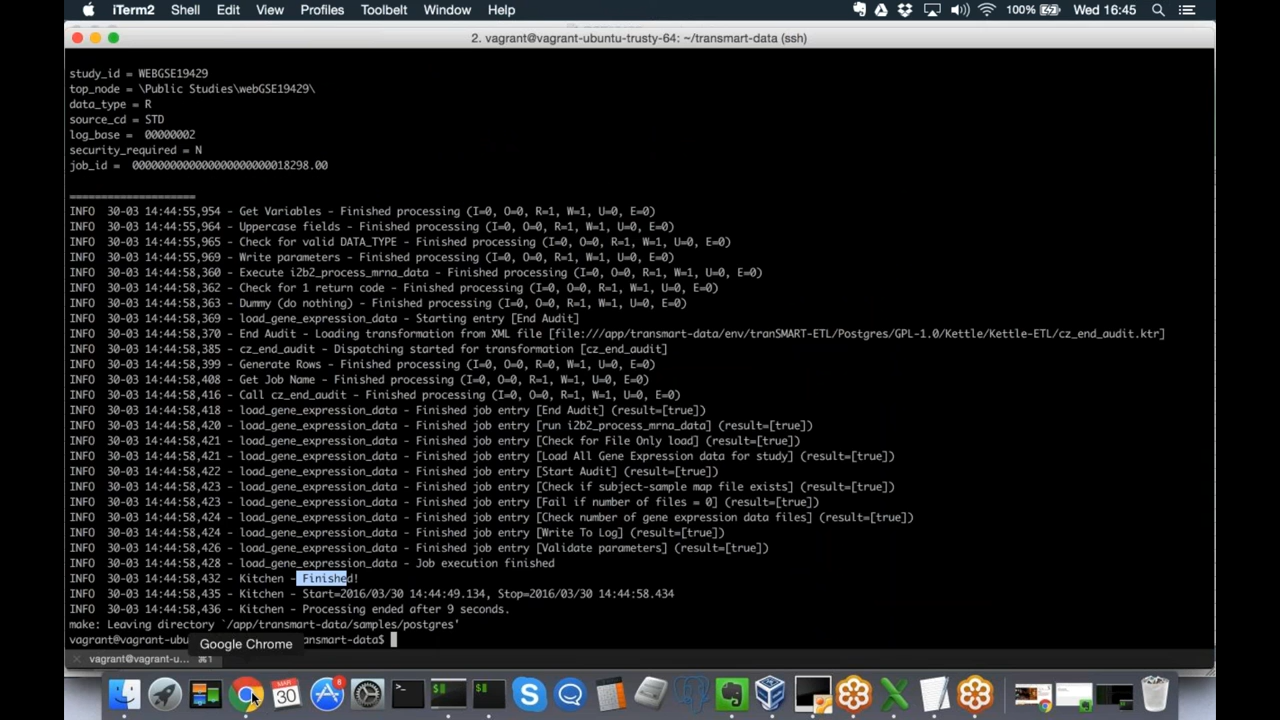 iTerm2 Shell Edit View Profiles Toolbelt Window Help 100% Wed 16:45
2. vagrant@vagrant-ubuntu-trusty-64: ~/transmart-data (ssh)
study_id = WEBGSE19429
top_node = \Public Studies\webGSE19429\
data_type = R
source_cd = STD
log_base =  00000002
security_required = N
job_id =  000000000000000000000018298.00
====================
INFO  30-03 14:44:55,954 - Get Variables - Finished processing (I=0, O=0, R=1, W=1, U=0, E=0)
INFO  30-03 14:44:55,964 - Uppercase fields - Finished processing (I=0, O=0, R=1, W=1, U=0, E=0)
INFO  30-03 14:44:55,965 - Check for valid DATA_TYPE - Finished processing (I=0, O=0, R=1, W=1, U=0, E=0)
INFO  30-03 14:44:55,969 - Write parameters - Finished processing (I=0, O=0, R=1, W=1, U=0, E=0)
INFO  30-03 14:44:58,360 - Execute i2b2_process_mrna_data - Finished processing (I=0, O=0, R=1, W=1, U=0, E=0)
INFO  30-03 14:44:58,362 - Check for 1 return code - Finished processing (I=0, O=0, R=1, W=1, U=0, E=0)
INFO  30-03 14:44:58,363 - Dummy (do nothing) - Finished processing (I=0, O=0, R=1, W=1, U=0, E=0)
INFO  30-03 14:44:58,369 - load_gene_expression_data - Starting entry [End Audit]
INFO  30-03 14:44:58,370 - End Audit - Loading transformation from XML file [file:///app/transmart-data/env/tranSMART-ETL/Postgres/GPL-1.0/Kettle/Kettle-ETL/cz_end_audit.ktr]
INFO  30-03 14:44:58,385 - cz_end_audit - Dispatching started for transformation [cz_end_audit]
INFO  30-03 14:44:58,399 - Generate Rows - Finished processing (I=0, O=0, R=0, W=1, U=0, E=0)
INFO  30-03 14:44:58,408 - Get Job Name - Finished processing (I=0, O=0, R=1, W=1, U=0, E=0)
INFO  30-03 14:44:58,416 - Call cz_end_audit - Finished processing (I=0, O=0, R=1, W=1, U=0, E=0)
INFO  30-03 14:44:58,418 - load_gene_expression_data - Finished job entry [End Audit] (result=[true])
INFO  30-03 14:44:58,420 - load_gene_expression_data - Finished job entry [run i2b2_process_mrna_data] (result=[true])
INFO  30-03 14:44:58,421 - load_gene_expression_data - Finished job entry [Check for File Only load] (result=[true])
INFO  30-03 14:44:58,421 - load_gene_expression_data - Finished job entry [Load All Gene Expression data for study] (result=[true])
INFO  30-03 14:44:58,422 - load_gene_expression_data - Finished job entry [Start Audit] (result=[true])
INFO  30-03 14:44:58,423 - load_gene_expression_data - Finished job entry [Check if subject-sample map file exists] (result=[true])
INFO  30-03 14:44:58,423 - load_gene_expression_data - Finished job entry [Fail if number of files = 0] (result=[true])
INFO  30-03 14:44:58,424 - load_gene_expression_data - Finished job entry [Check number of gene expression data files] (result=[true])
INFO  30-03 14:44:58,424 - load_gene_expression_data - Finished job entry [Write To Log] (result=[true])
INFO  30-03 14:44:58,426 - load_gene_expression_data - Finished job entry [Validate parameters] (result=[true])
INFO  30-03 14:44:58,428 - load_gene_expression_data - Job execution finished
INFO  30-03 14:44:58,432 - Kitchen - Finished!
INFO  30-03 14:44:58,435 - Kitchen - Start=2016/03/30 14:44:49.134, Stop=2016/03/30 14:44:58.434
INFO  30-03 14:44:58,436 - Kitchen - Processing ended after 9 seconds.
make: Leaving directory `/app/transmart-data/samples/postgres'
vagrant@vagrant-ubu ansmart-data$
Google Chrome
vagrant@vagrant-u... ⌘1
MAR 30 8